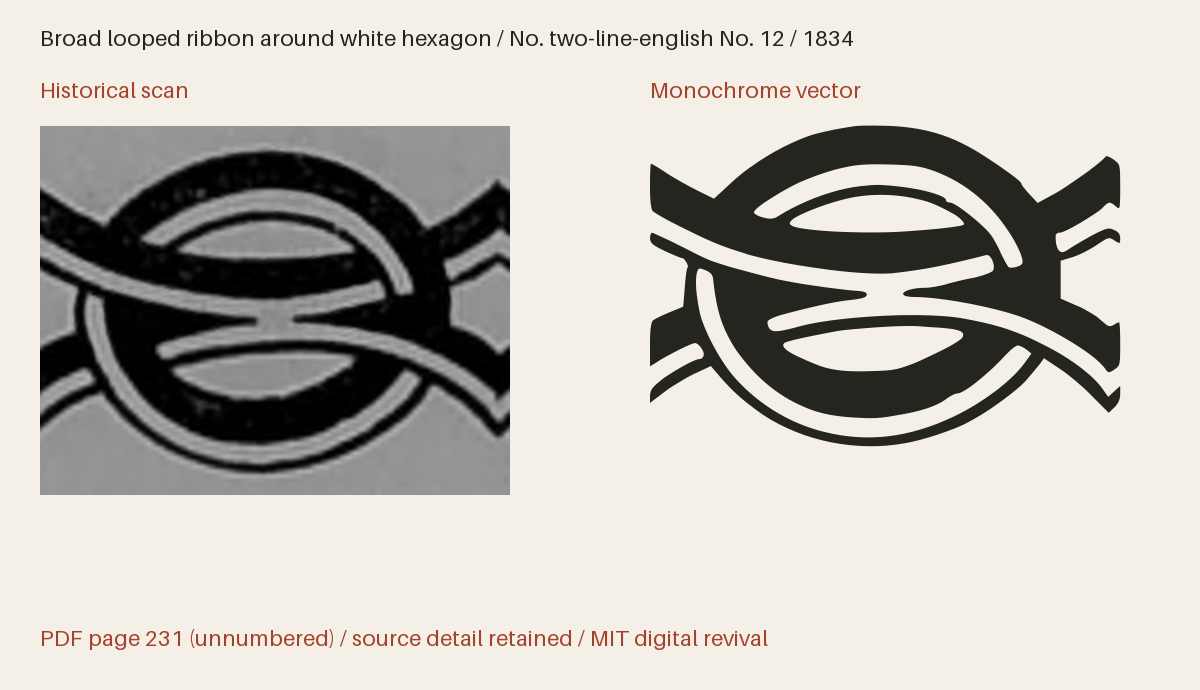 Broad looped ribbon around white hexagon / No. two-line-english No. 12 / 1834
Historical scan
Monochrome vector
PDF page 231 (unnumbered) / source detail retained / MIT digital revival